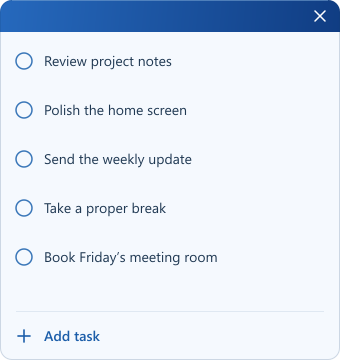 Review project notes
Polish the home screen
Send the weekly update
Take a proper break
Book Friday’s meeting room
Add task